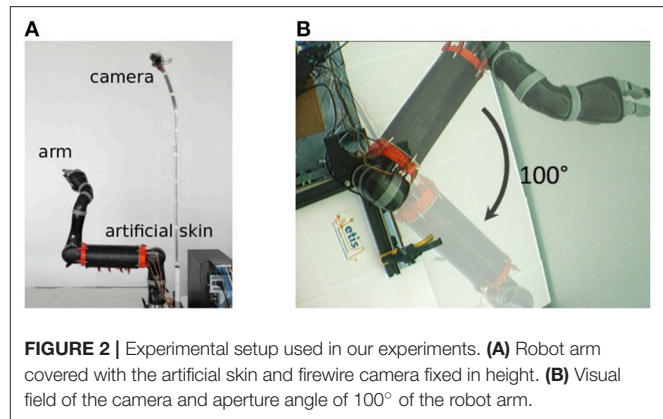 A
camera
arm
artificial skin
B
100°
etis
FIGURE 2 | Experimental setup used in our experiments. (A) Robot arm
covered with the artificial skin and firewire camera fixed in height. (B) Visual
field of the camera and aperture angle of 100° of the robot arm.